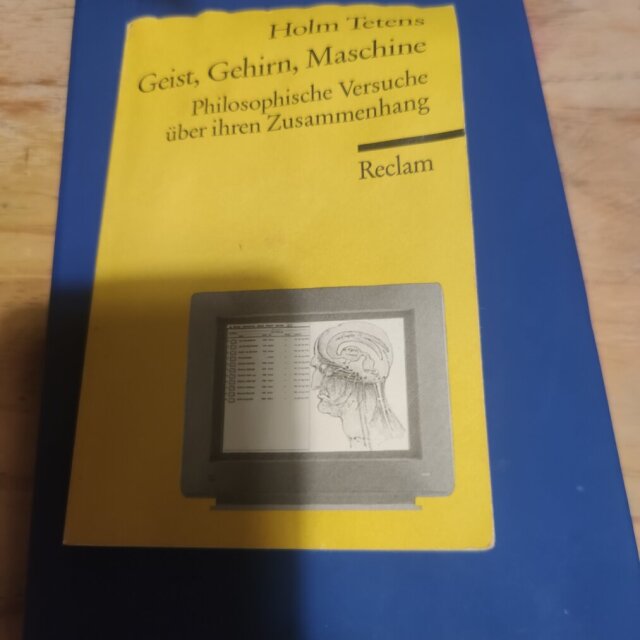 Holm Tetens
Geist, Gehirn, Maschine
Philosophische Versuche
über ihren Zusammenhang
Reclam